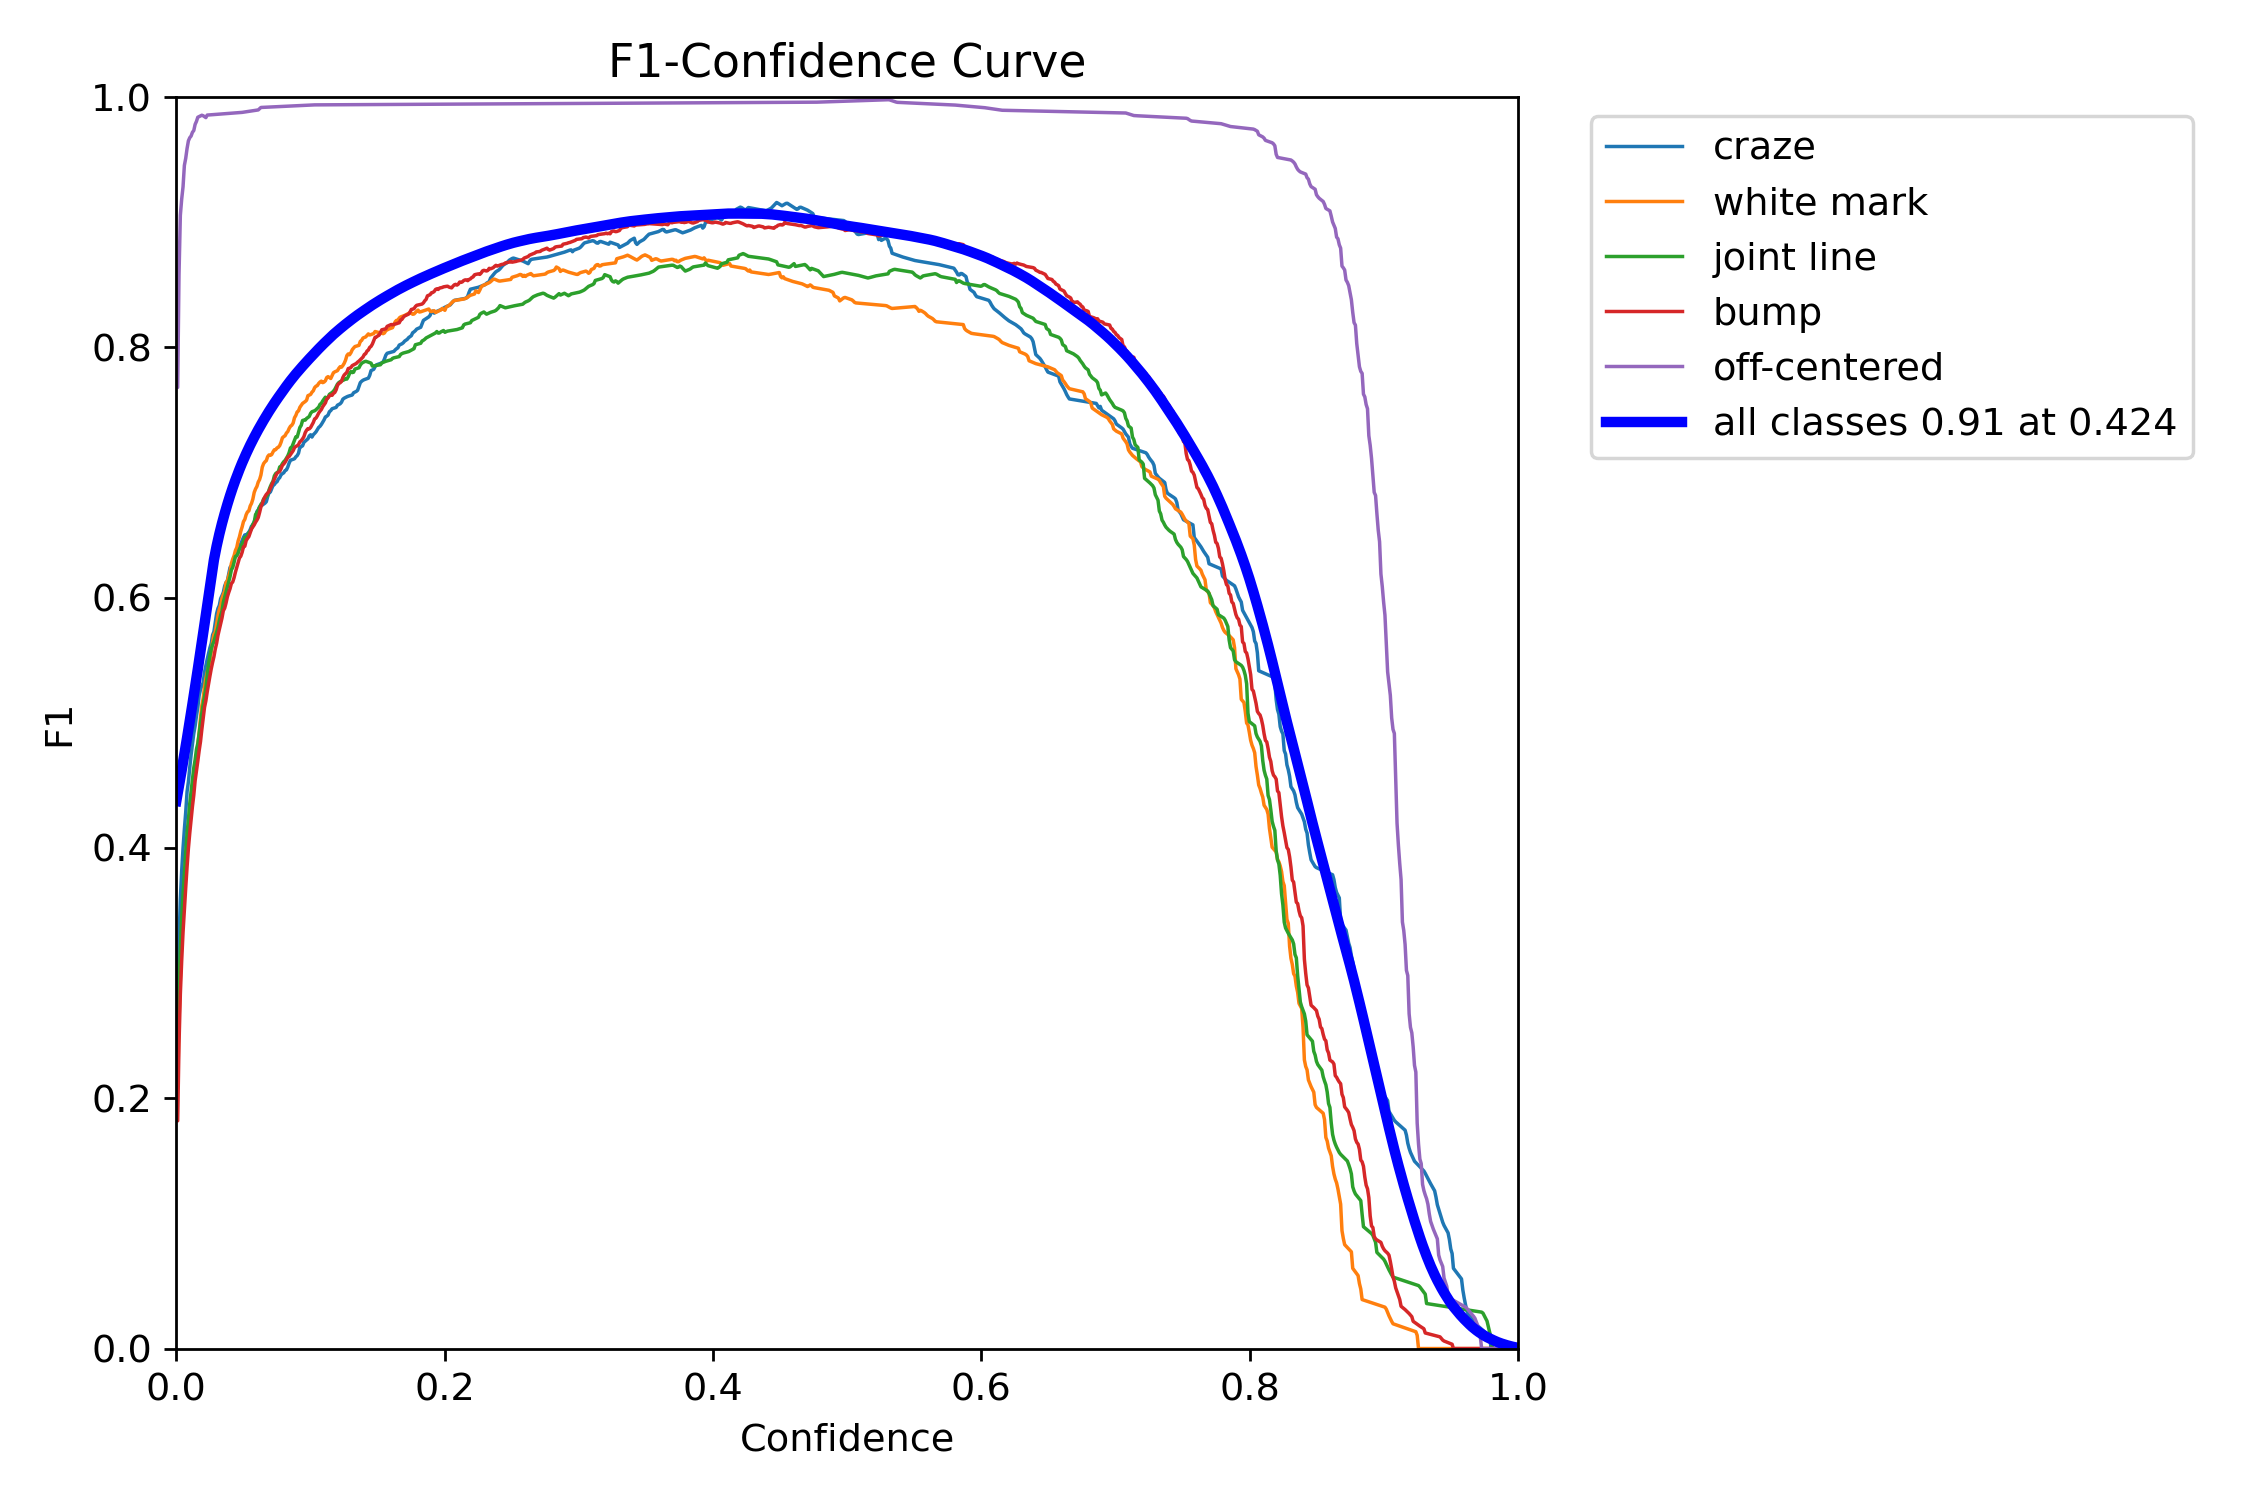 F1-Confidence Curve
1.0
0.8
0.6
0.4
0.2
0.0
F1
0.0 0.2 0.4 0.6 0.8 1.0
Confidence
craze
white mark
joint line
bump
off-centered
all classes 0.91 at 0.424